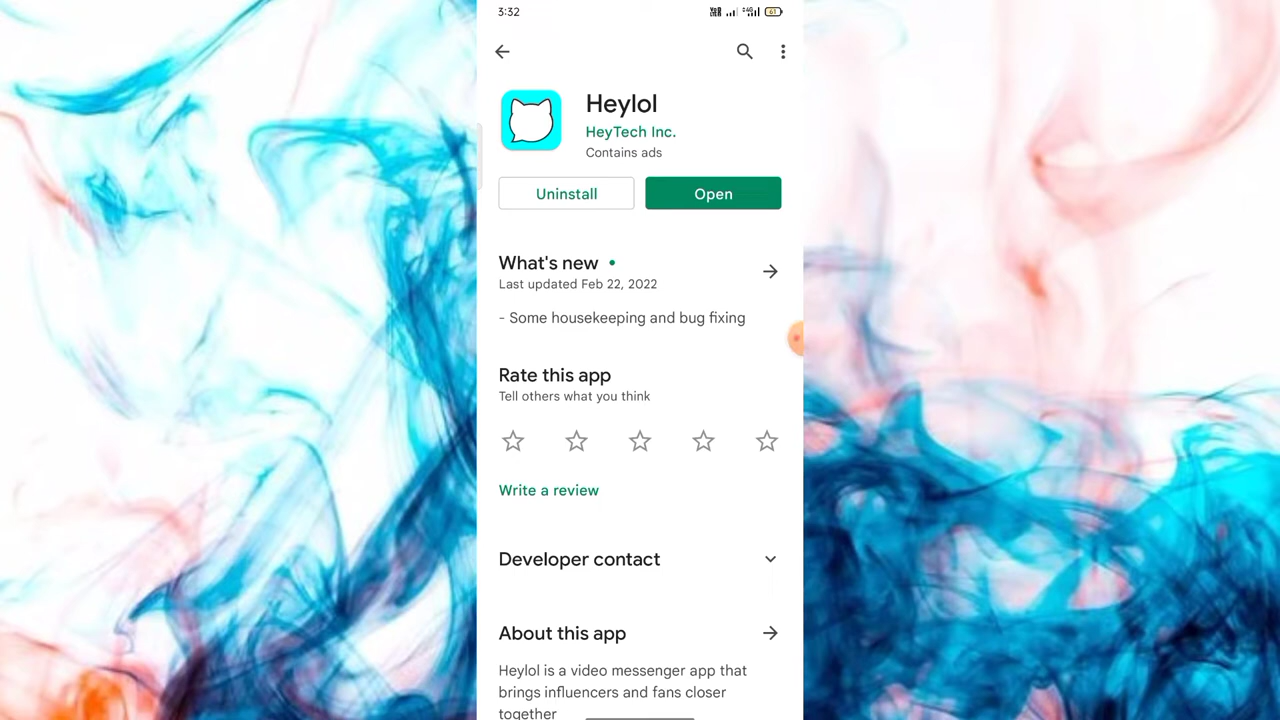 3:32
61
Heylol
HeyTech Inc.
Contains ads
Uninstall
Open
What's new
Last updated Feb 22, 2022
- Some housekeeping and bug fixing
Rate this app
Tell others what you think
Write a review
Developer contact
About this app
Heylol is a video messenger app that
brings influencers and fans closer
together